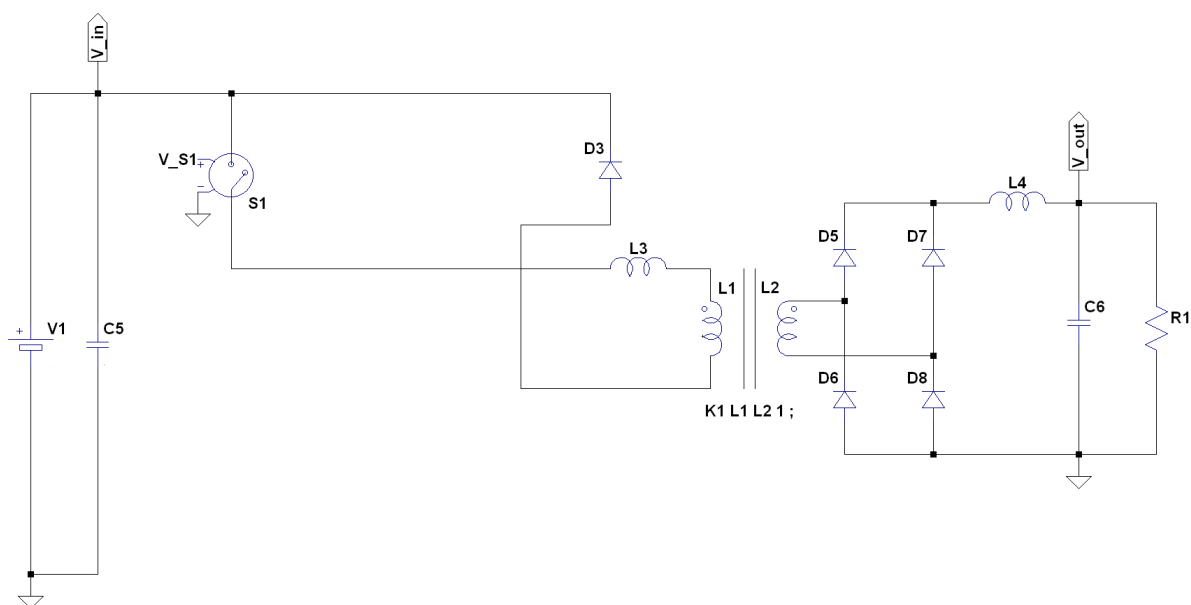 V_in
V_S1
S1
D3
V_out
L4
D5
D7
L3
L1
L2
V1
C5
C6
R1
D6
D8
K1 L1 L2 1 ;